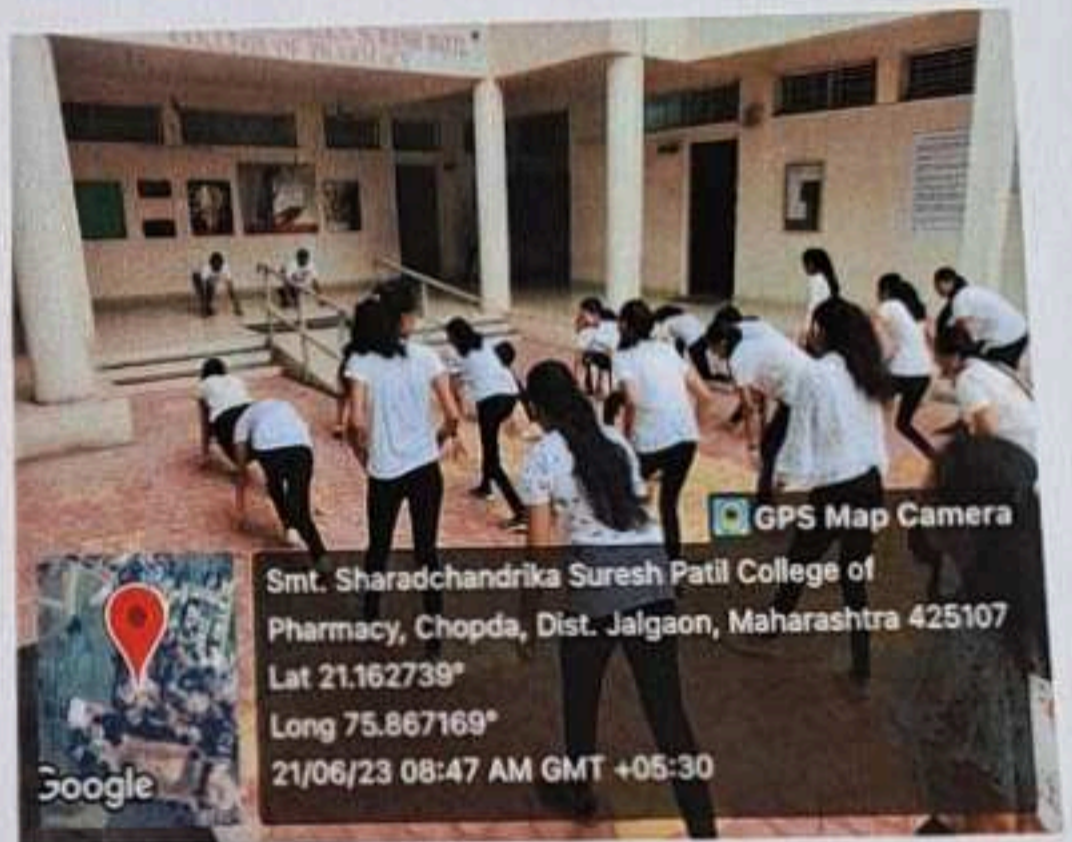 GPS Map Camera
Smt. Sharadchandrika Suresh Patil College of
Pharmacy, Chopda, Dist. Jalgaon, Maharashtra 425107
Lat 21.162739°
Long 75.867169°
21/06/23 08:47 AM GMT +05:30
Google